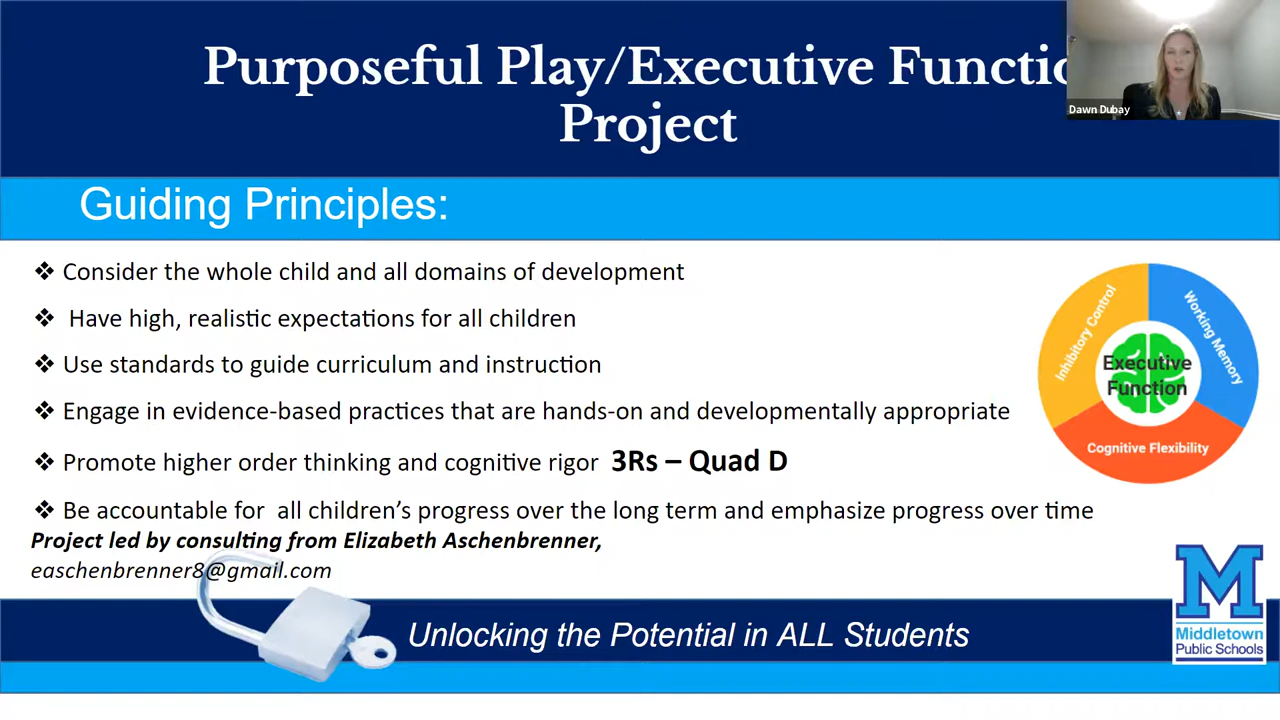 Purposeful Play/Executive Functio
Project
Dawn Dubay
Guiding Principles:
❖ Consider the whole child and all domains of development
❖ Have high, realistic expectations for all children
❖ Use standards to guide curriculum and instruction
❖ Engage in evidence-based practices that are hands-on and developmentally appropriate
❖ Promote higher order thinking and cognitive rigor 3Rs – Quad D
❖ Be accountable for all children’s progress over the long term and emphasize progress over time
Project led by consulting from Elizabeth Aschenbrenner,
easchenbrenner8@gmail.com
Inhibitory Control
Working Memory
Executive
Function
Cognitive Flexibility
Unlocking the Potential in ALL Students
M
Middletown
Public Schools